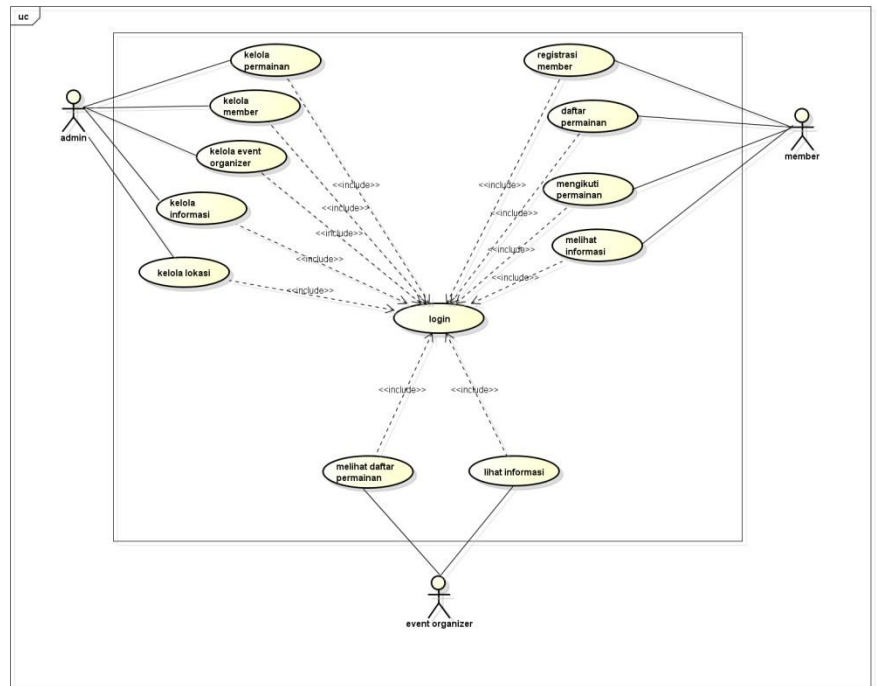 uc
kelola
permainan
registrasi
member
kelola
member
daftar
permainan
admin
member
kelola event
organizer
<<include>>
mengikuti
permainan
kelola
informasi
<<include>>
<<include>>
<<include>>
melihat
informasi
<<include>>
<<include>>
kelola lokasi
<<include>>
<<include>>
<<include>>
login
<<include>>
<<include>>
melihat daftar
permainan
lihat informasi
event organizer